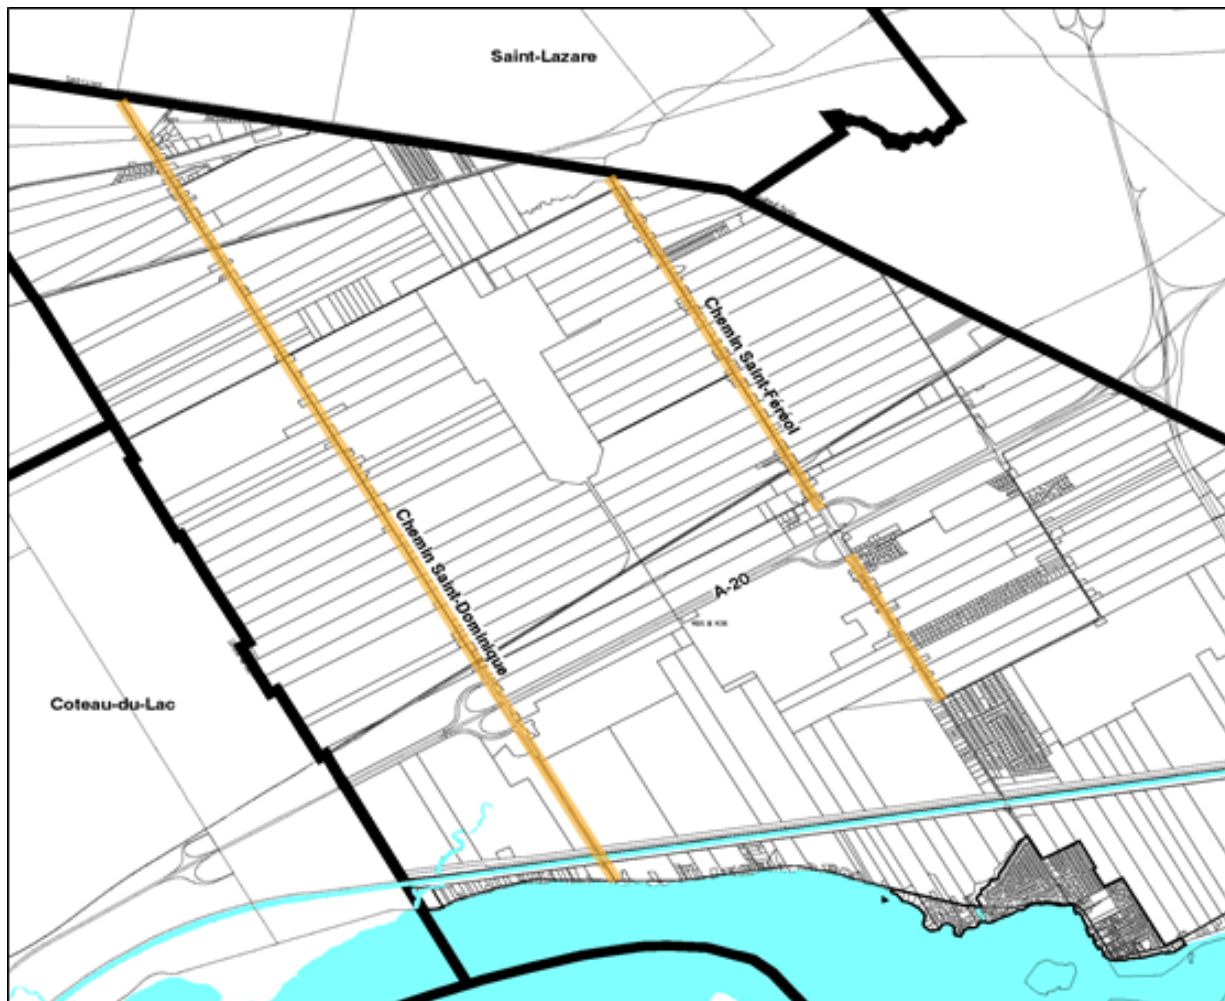 Saint-Lazare
Chemin Saint-Féréol
Chemin Saint-Dominique
A-20
Coteau-du-Lac